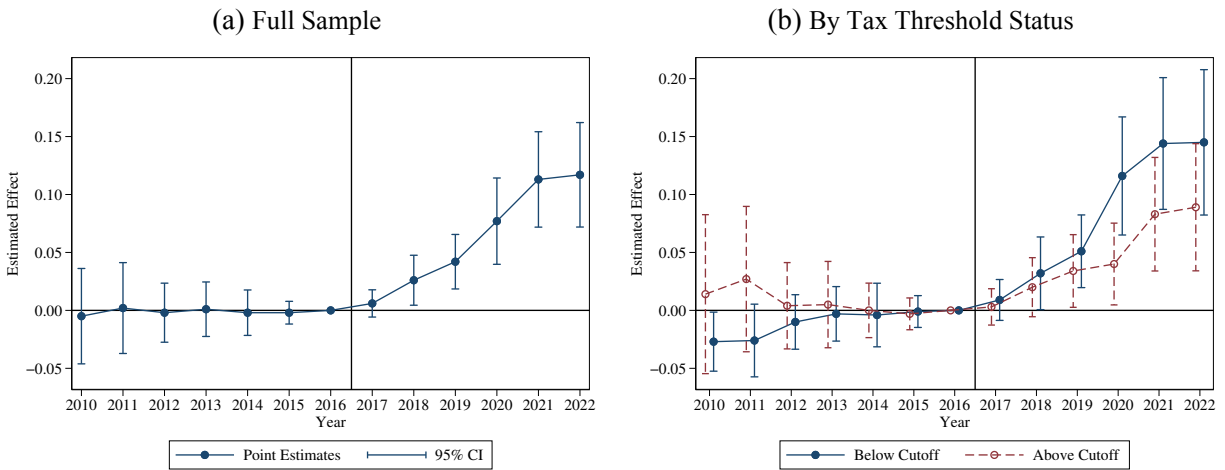 (a) Full Sample
Estimated Effect
0.20
0.15
0.10
0.05
0.00
−0.05
2010 2011 2012 2013 2014 2015 2016 2017 2018 2019 2020 2021 2022
Year
Point Estimates 95% CI
(b) By Tax Threshold Status
Estimated Effect
0.20
0.15
0.10
0.05
0.00
−0.05
2010 2011 2012 2013 2014 2015 2016 2017 2018 2019 2020 2021 2022
Year
Below Cutoff Above Cutoff